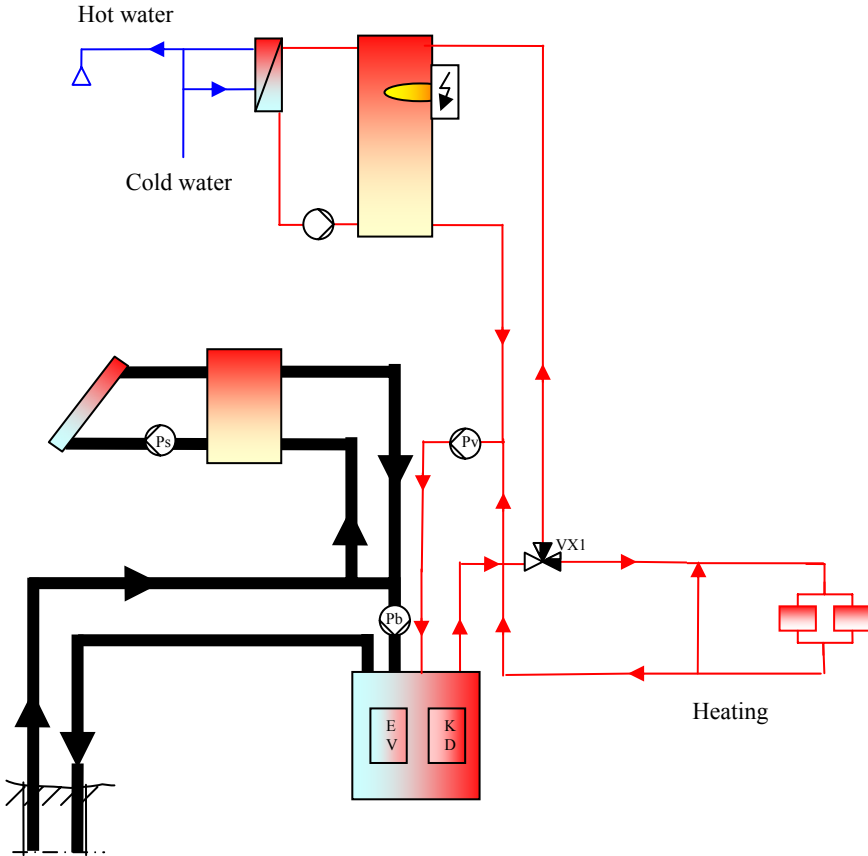 Hot water
Cold water
Ps
Pv
VX1
Pb
Heating
E K
V D